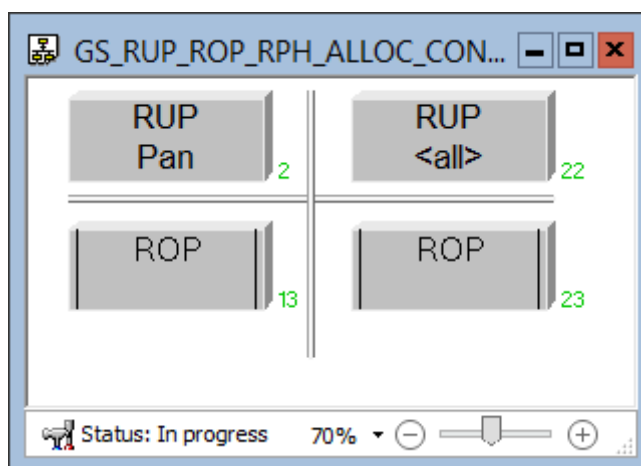 GS_RUP_ROP_RPH_ALLOC_CON...
RUP
Pan
2
RUP
<all>
22
ROP
13
ROP
23
Status: In progress
70%